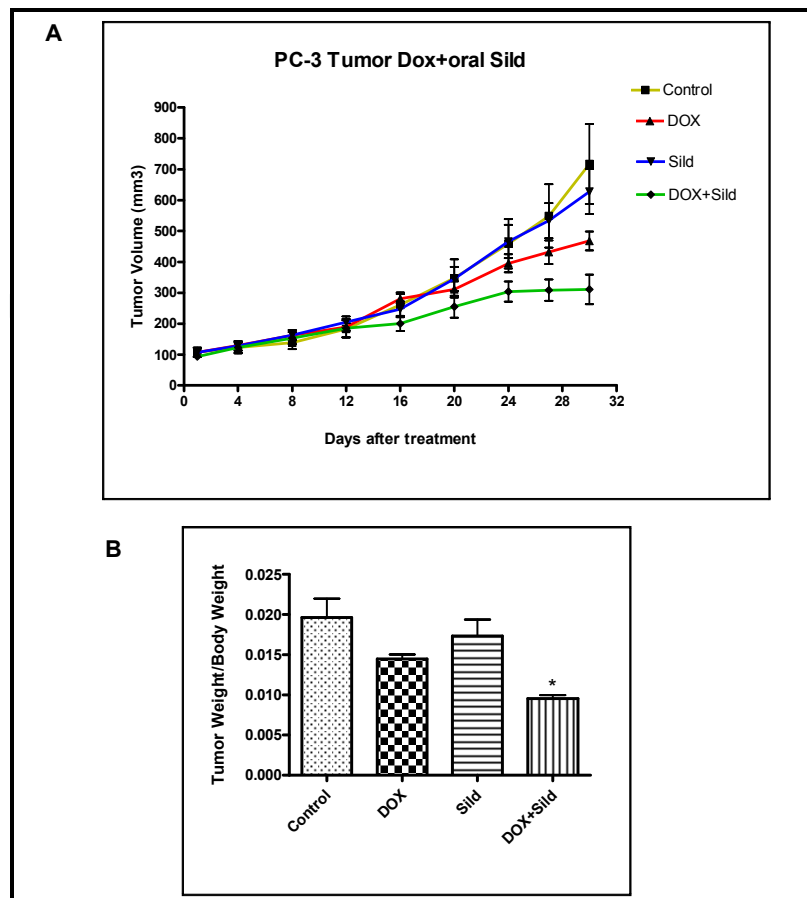 A
PC-3 Tumor Dox+oral Sild
Control
DOX
Sild
DOX+Sild
Tumor Volume (mm3)
900
800
700
600
500
400
300
200
100
0
0 4 8 12 16 20 24 28 32
Days after treatment
B
Tumor Weight/Body Weight
0.025
0.020
0.015
0.010
0.005
0.000
*
Control
DOX
Sild
DOX+Sild